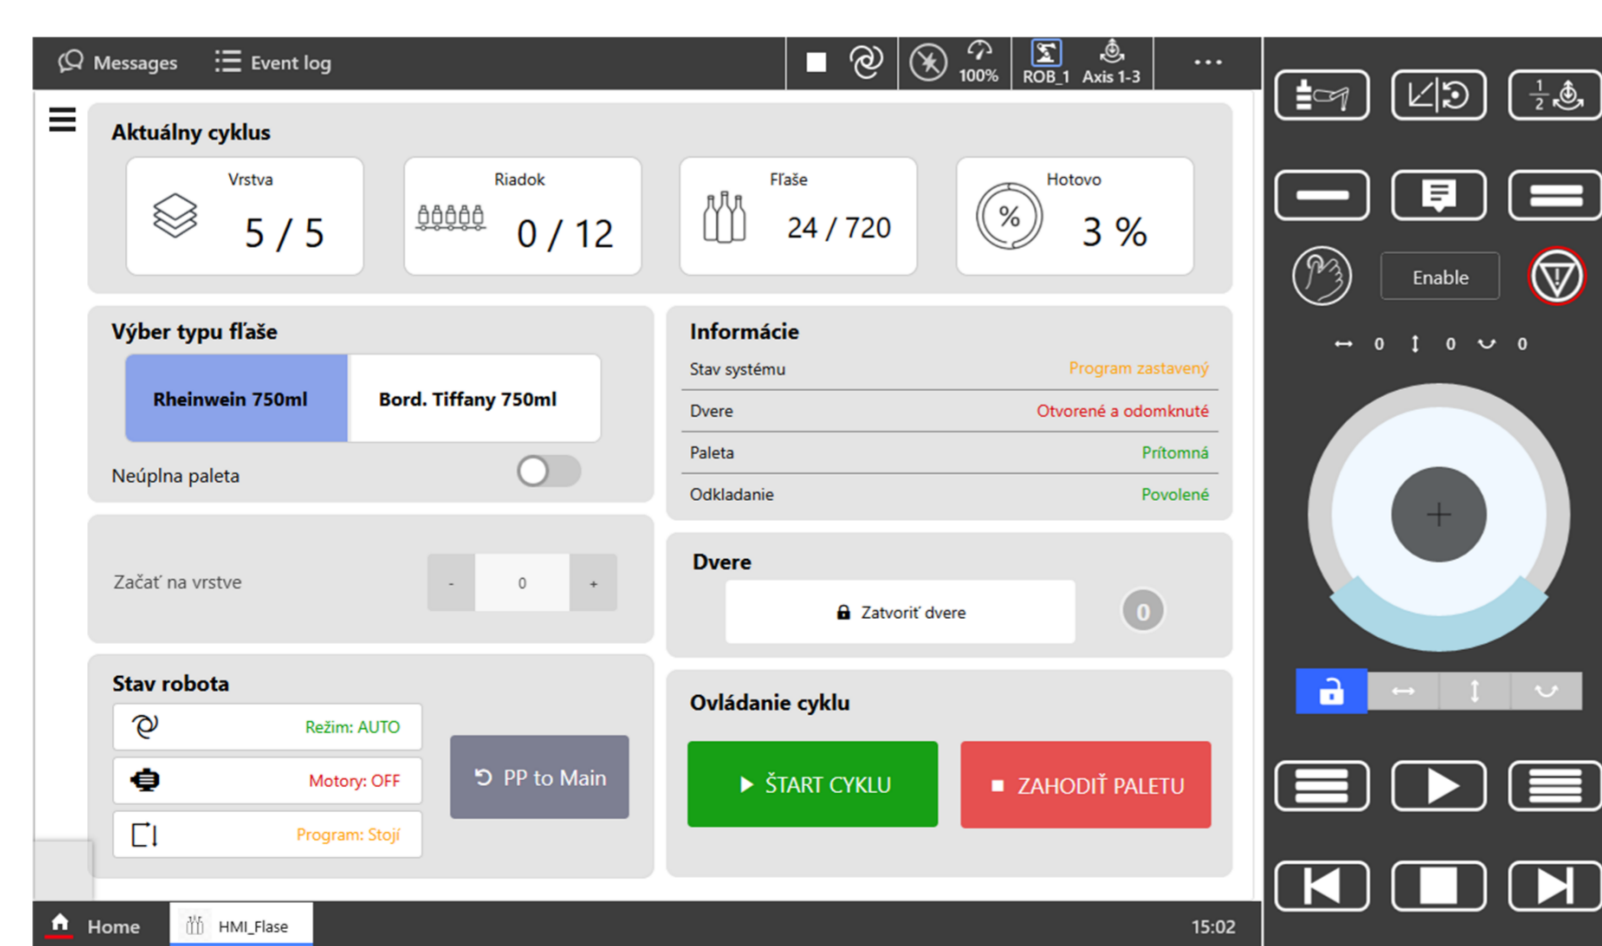 Messages
Event log
100%
ROB_1
Axis 1-3
...
1/2
Aktuálny cyklus
Vrstva
5 / 5
Riadok
0 / 12
Fľaše
24 / 720
Hotovo
%
3 %
Enable
0 0 0
Výber typu fľaše
Rheinwein 750ml
Bord. Tiffany 750ml
Neúplna paleta
Informácie
Stav systému Program zastavený
Dvere Otvorené a odomknuté
Paleta Prítomná
Odkladanie Povolené
Začať na vrstve
- 0 +
Dvere
Zatvoriť dvere
0
Stav robota
Režim: AUTO
Motory: OFF
Program: Stojí
PP to Main
Ovládanie cyklu
ŠTART CYKLU
ZAHODIŤ PALETU
Home
HMI_Flase
15:02